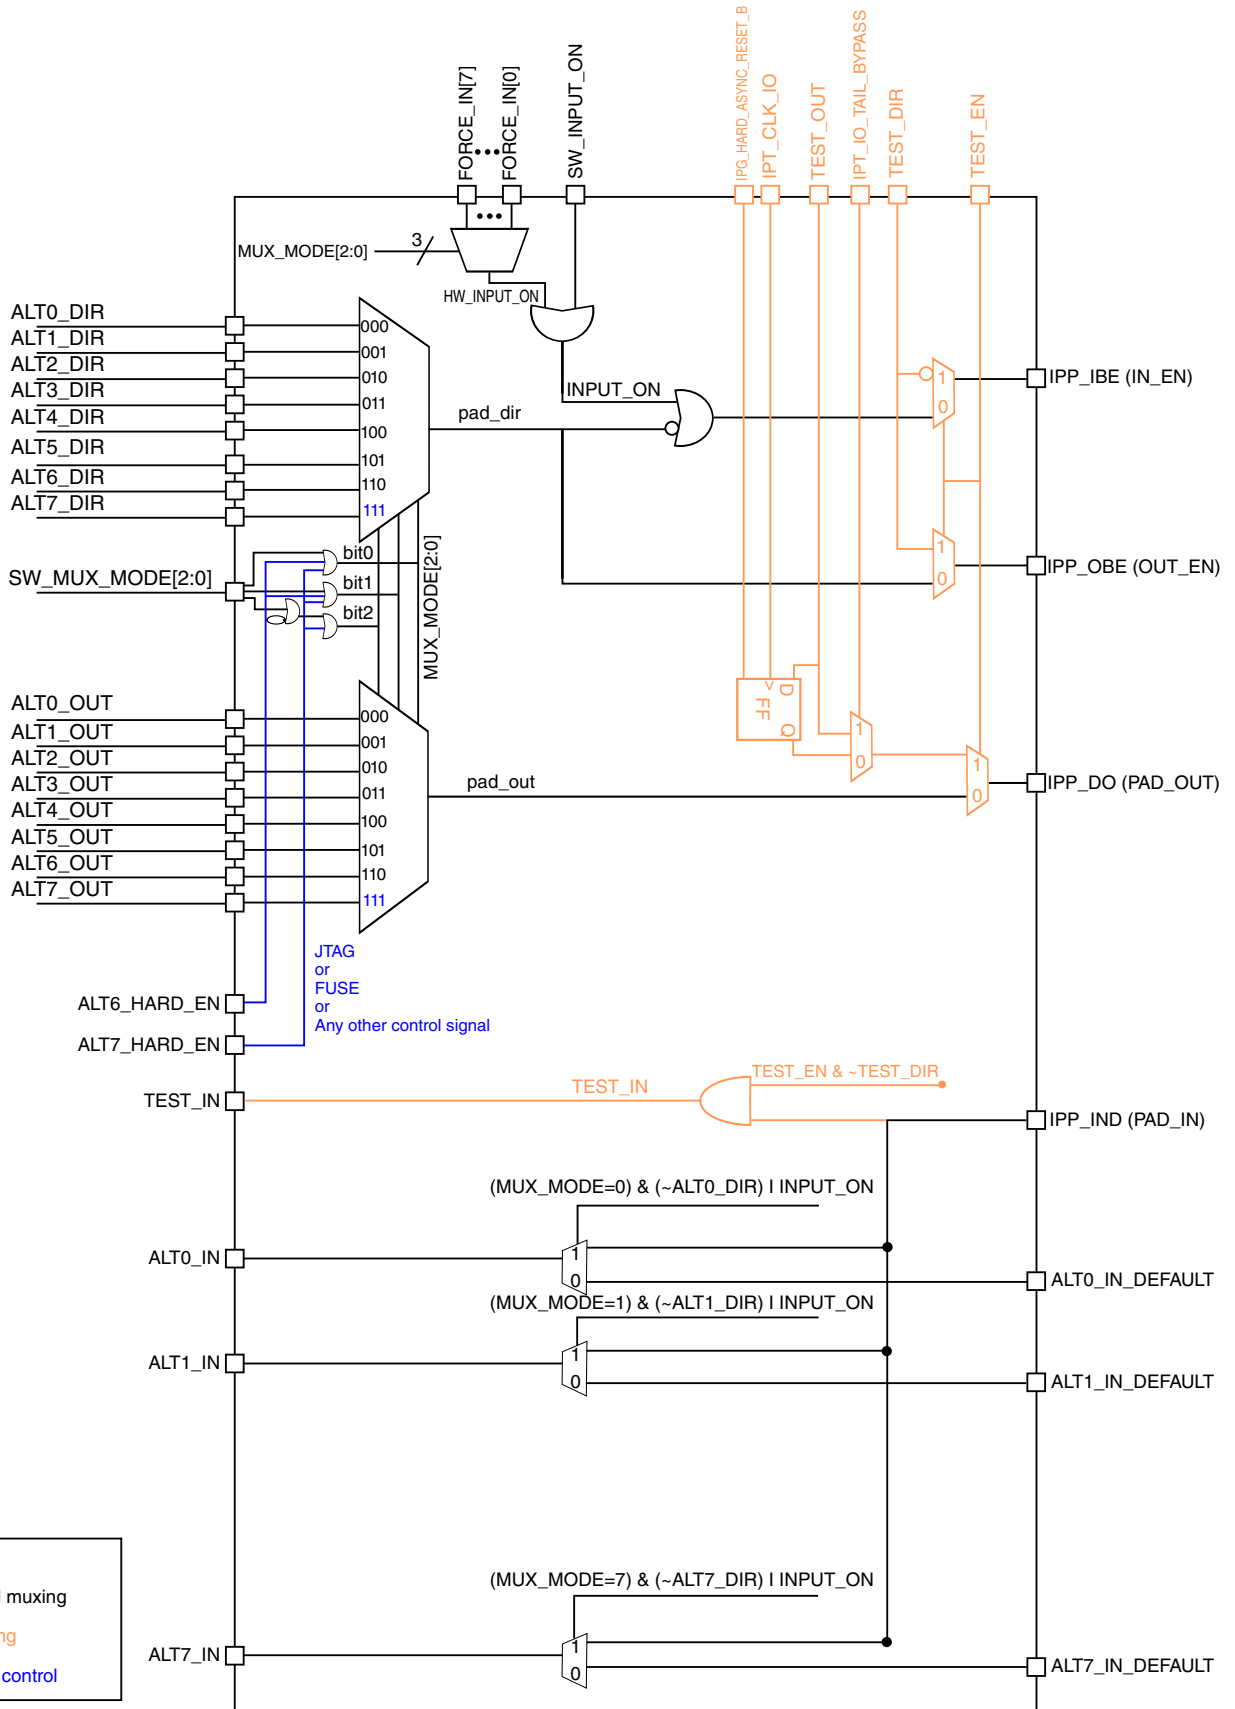 IPG_HARD_ASYNC_RESET_B
IPT_CLK_IO
TEST_OUT
IPT_IO_TAIL_BYPASS
TEST_DIR
TEST_EN
FORCE_IN[7]
•••
FORCE_IN[0]
SW_INPUT_ON
•••
MUX_MODE[2:0]
3
HW_INPUT_ON
ALT0_DIR
ALT1_DIR
ALT2_DIR
ALT3_DIR
ALT4_DIR
ALT5_DIR
ALT6_DIR
ALT7_DIR
000
001
010
011
100
101
110
111
pad_dir
INPUT_ON
1
0
IPP_IBE (IN_EN)
1
0
IPP_OBE (OUT_EN)
SW_MUX_MODE[2:0]
bit0
bit1
bit2
MUX_MODE[2:0]
D
>
FF
Q
1
0
1
0
IPP_DO (PAD_OUT)
ALT0_OUT
ALT1_OUT
ALT2_OUT
ALT3_OUT
ALT4_OUT
ALT5_OUT
ALT6_OUT
ALT7_OUT
000
001
010
011
100
101
110
111
pad_out
JTAG
or
FUSE
or
Any other control signal
ALT6_HARD_EN
ALT7_HARD_EN
TEST_IN
TEST_IN
TEST_EN & ~TEST_DIR
IPP_IND (PAD_IN)
(MUX_MODE=0) & (~ALT0_DIR) I INPUT_ON
ALT0_IN
1
0
ALT0_IN_DEFAULT
(MUX_MODE=1) & (~ALT1_DIR) I INPUT_ON
ALT1_IN
1
0
ALT1_IN_DEFAULT
(MUX_MODE=7) & (~ALT7_DIR) I INPUT_ON
ALT7_IN
1
0
ALT7_IN_DEFAULT
muxing
control